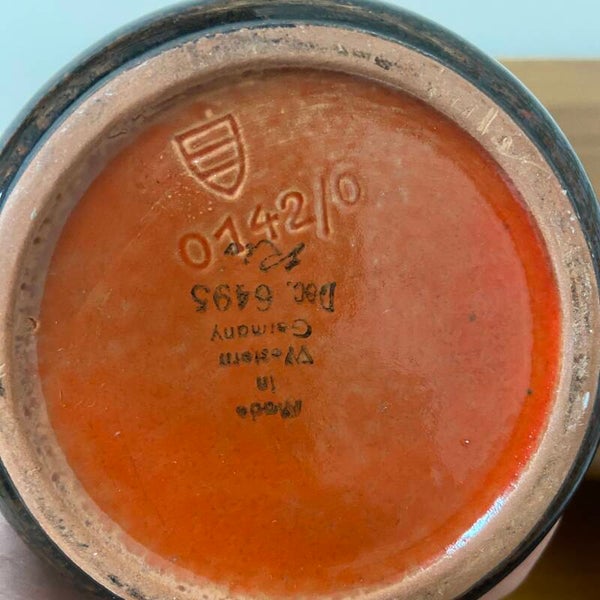 0142/0
Made
in
Western
Germany
Dec. 6495